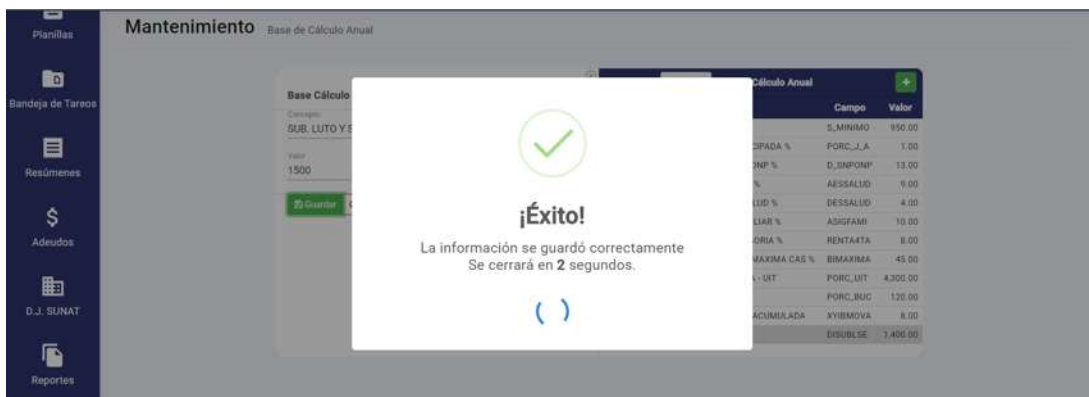 Planillas
Mantenimiento Base de Cálculo Anual
Bandeja de Tareos
Resúmenes
Adeudos
D.J. SUNAT
Reportes
Base Cálculo
Concepto
SUB. LUTO Y S
Valor
1500
Guardar
¡Éxito!
La información se guardó correctamente
Se cerrará en 2 segundos.
Cálculo Anual
Campo Valor
S_MINIMO 950.00
CIPADA % PORC_J_A 1.00
ONP % D_SNPONP 13.00
% AESSALUD 9.00
LUD % DESSALUD 4.00
LIAR % ASIGFAMI 10.00
ORIA % RENTA4TA 8.00
MAXIMA CAS % BIMAXIMA 45.00
- UIT PORC_UIT 4,300.00
PORC_BUC 120.00
ACUMULADA XYIBMOVA 8.00
DISUBLSE 1,400.00